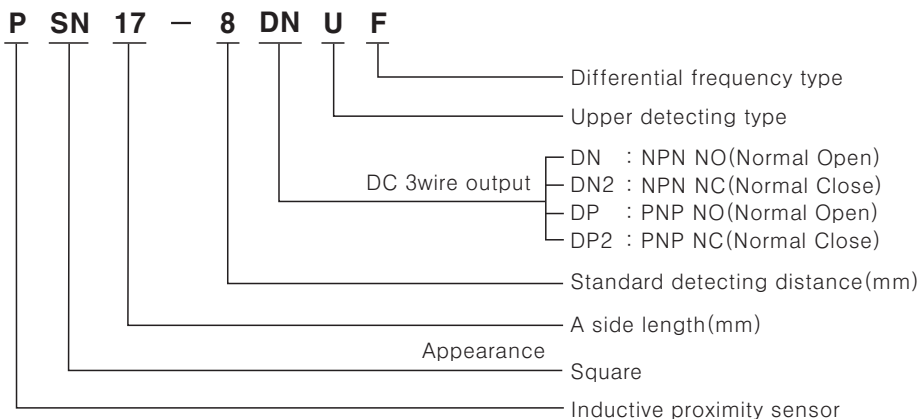 P SN 17 － 8 DN U F
Differential frequency type
Upper detecting type
DC 3wire output
DN : NPN NO(Normal Open)
DN2 : NPN NC(Normal Close)
DP : PNP NO(Normal Open)
DP2 : PNP NC(Normal Close)
Standard detecting distance(mm)
A side length(mm)
Appearance
Square
Inductive proximity sensor